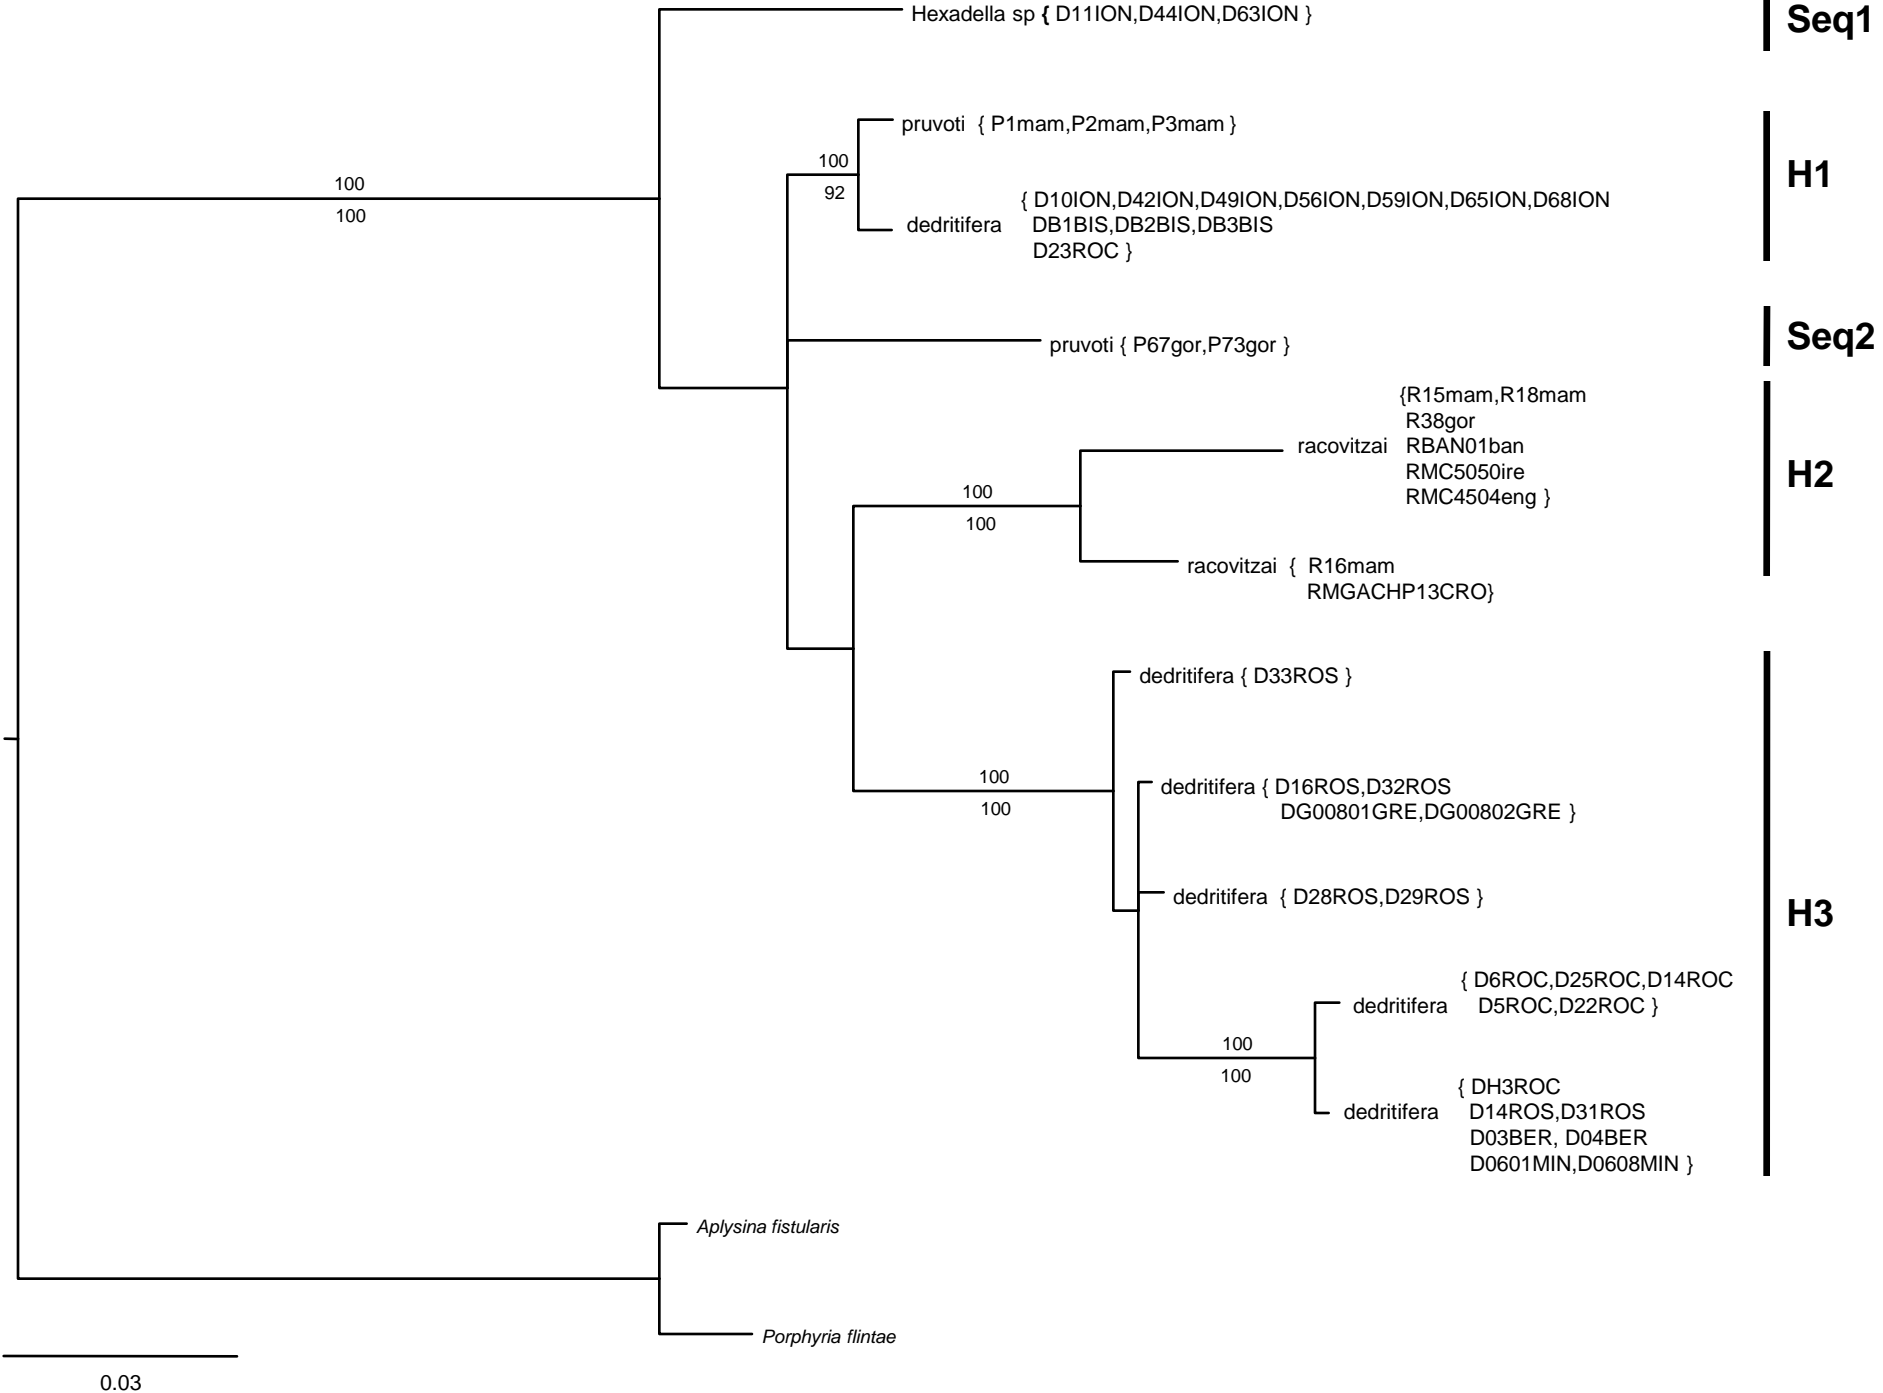 Hexadella sp { D11ION,D44ION,D63ION }
Seq1
pruvoti { P1mam,P2mam,P3mam }
100
92
H1
100
100
{ D10ION,D42ION,D49ION,D56ION,D59ION,D65ION,D68ION
dedritifera DB1BIS,DB2BIS,DB3BIS
D23ROC }
pruvoti { P67gor,P73gor }
Seq2
{R15mam,R18mam
R38gor
racovitzai RBAN01ban
RMC5050ire
RMC4504eng }
H2
100
100
racovitzai { R16mam
RMGACHP13CRO}
dedritifera { D33ROS }
100
100
dedritifera { D16ROS,D32ROS
DG00801GRE,DG00802GRE }
dedritifera { D28ROS,D29ROS }
H3
{ D6ROC,D25ROC,D14ROC
dedritifera D5ROC,D22ROC }
100
100
{ DH3ROC
dedritifera D14ROS,D31ROS
D03BER, D04BER
D0601MIN,D0608MIN }
Aplysina fistularis
Porphyria flintae
0.03